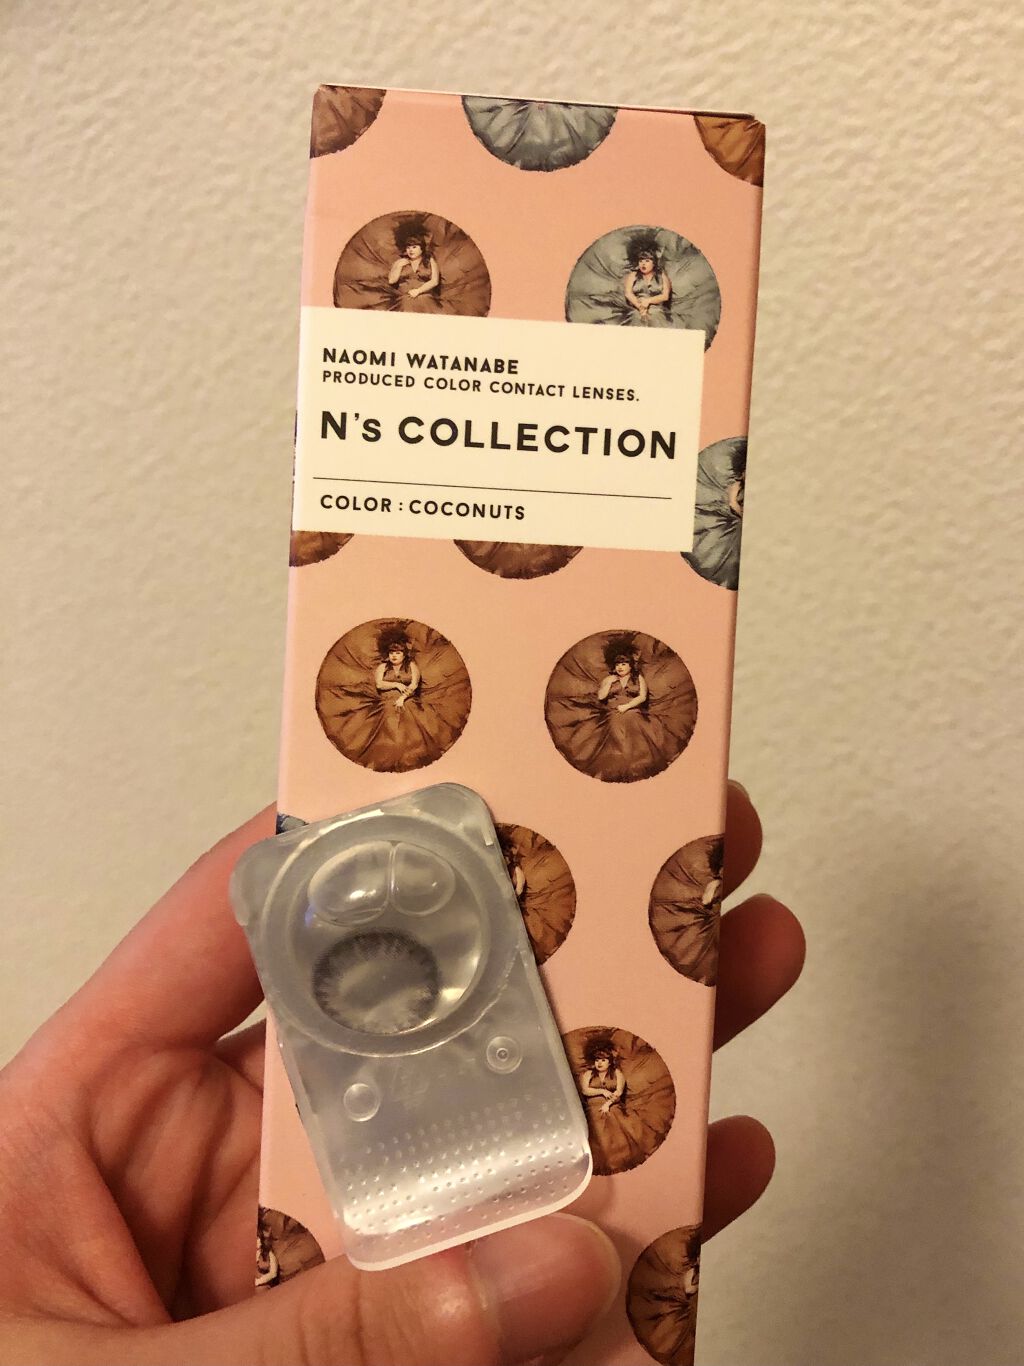 NAOMI WATANABE
PRODUCED COLOR CONTACT LENSES.
N's COLLECTION
COLOR : COCONUTS